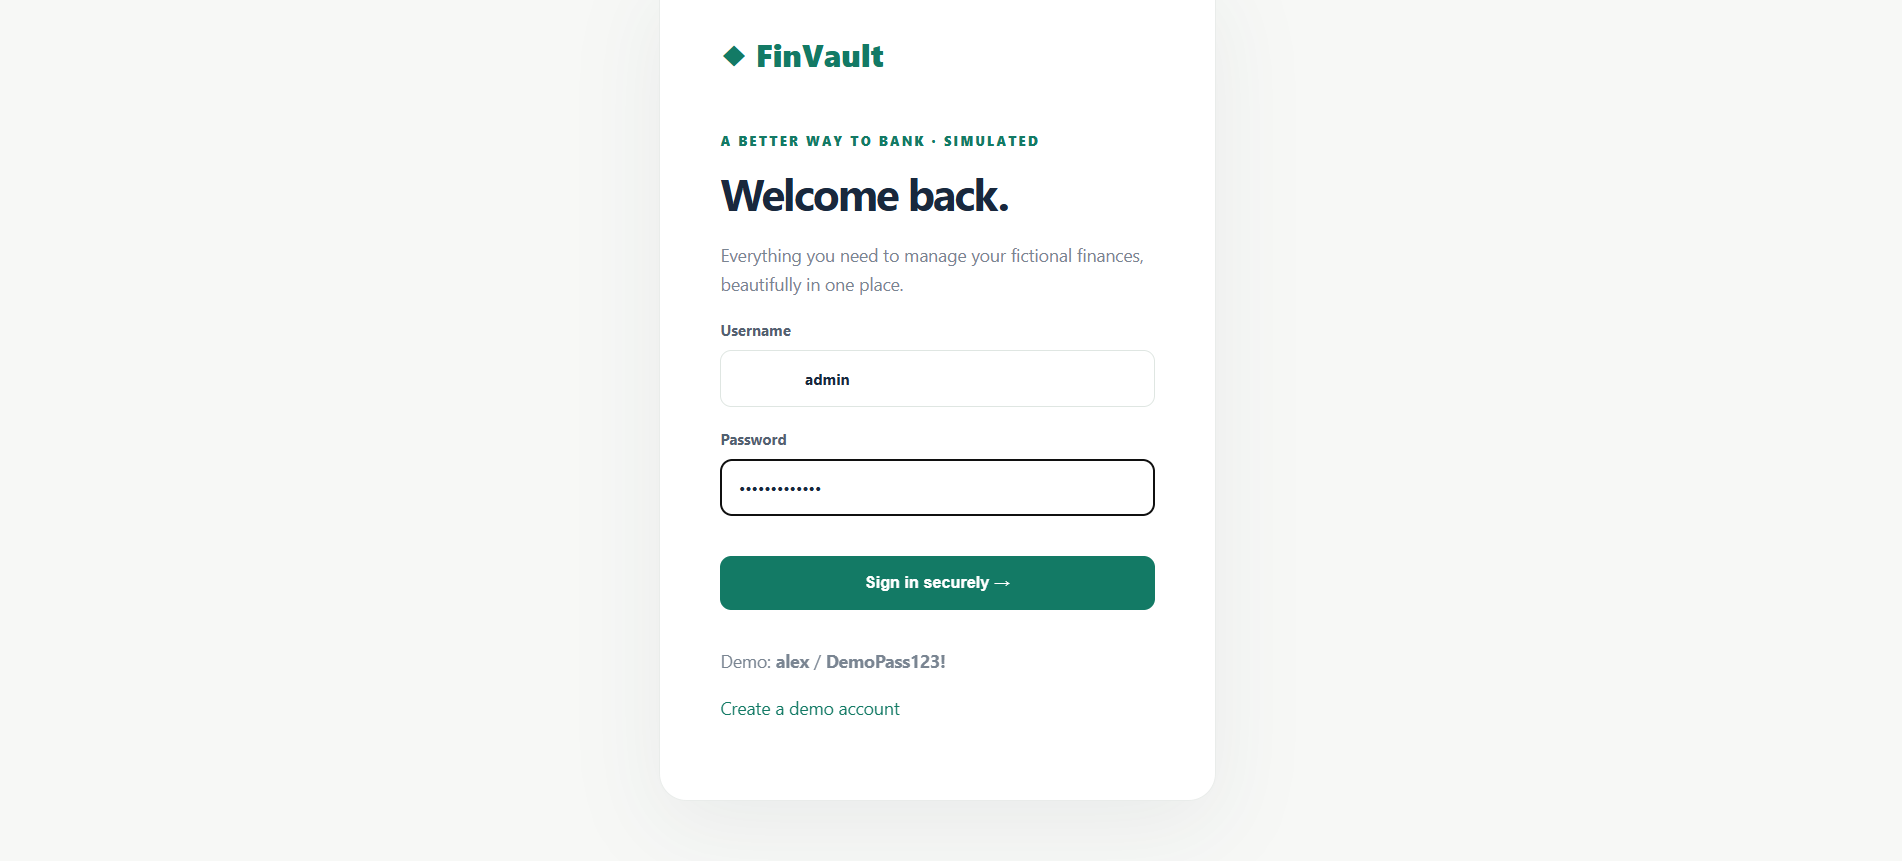 FinVault
A BETTER WAY TO BANK · SIMULATED
Welcome back.
Everything you need to manage your fictional finances,
beautifully in one place.
Username
admin
Password
•••••••••••••
Sign in securely →
Demo: alex / DemoPass123!
Create a demo account